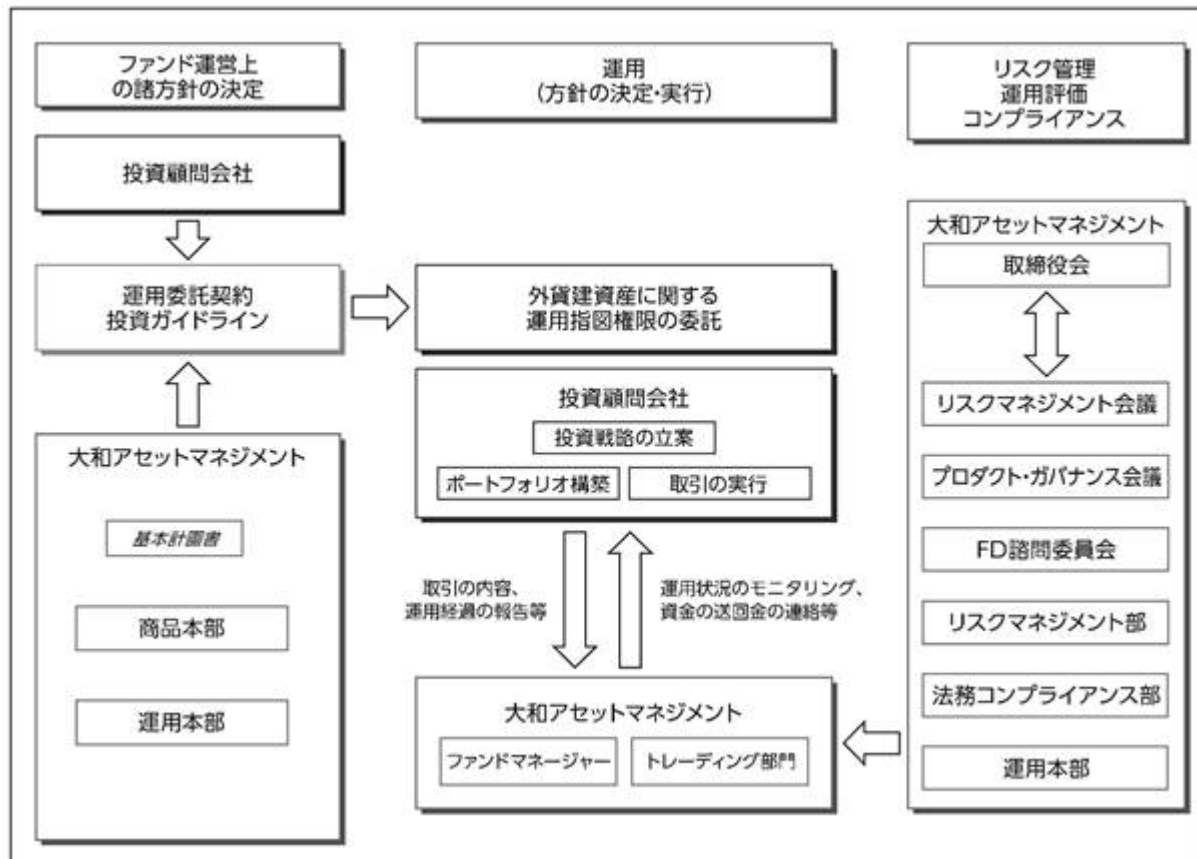 ファンド運営上
の諸方針の決定
運用
(方針の決定・実行)
リスク管理
運用評価
コンプライアンス
投資顧問会社
運用委託契約
投資ガイドライン
外貨建資産に関する
運用指図権限の委託
投資顧問会社
投資戦略の立案
ポートフォリオ構築
取引の実行
大和アセットマネジメント
基本計画書
商品本部
運用本部
取引の内容、
運用経過の報告等
運用状況のモニタリング、
資金の送回金の連絡等
大和アセットマネジメント
ファンドマネージャー
トレーディング部門
大和アセットマネジメント
取締役会
リスクマネジメント会議
プロダクト・ガバナンス会議
FD諮問委員会
リスクマネジメント部
法務コンプライアンス部
運用本部